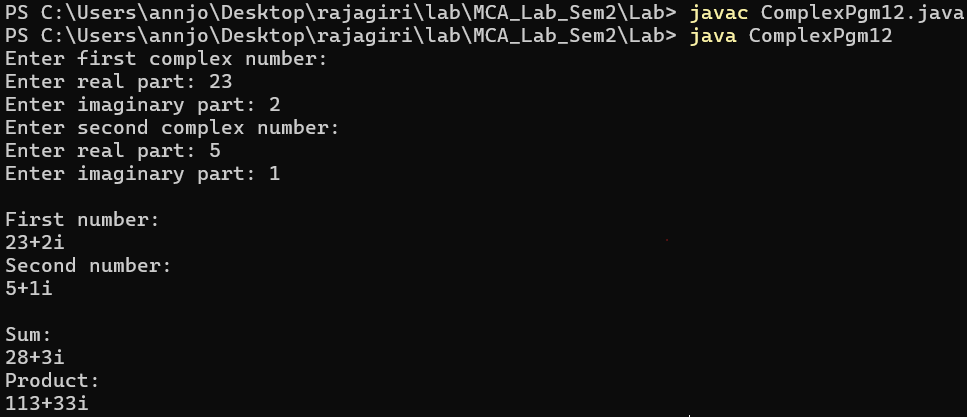 PS C:\Users\annjo\Desktop\rajagiri\lab\MCA_Lab_Sem2\Lab> javac ComplexPgm12.java
PS C:\Users\annjo\Desktop\rajagiri\lab\MCA_Lab_Sem2\Lab> java ComplexPgm12
Enter first complex number:
Enter real part: 23
Enter imaginary part: 2
Enter second complex number:
Enter real part: 5
Enter imaginary part: 1

First number:
23+2i
Second number:
5+1i

Sum:
28+3i
Product:
113+33i